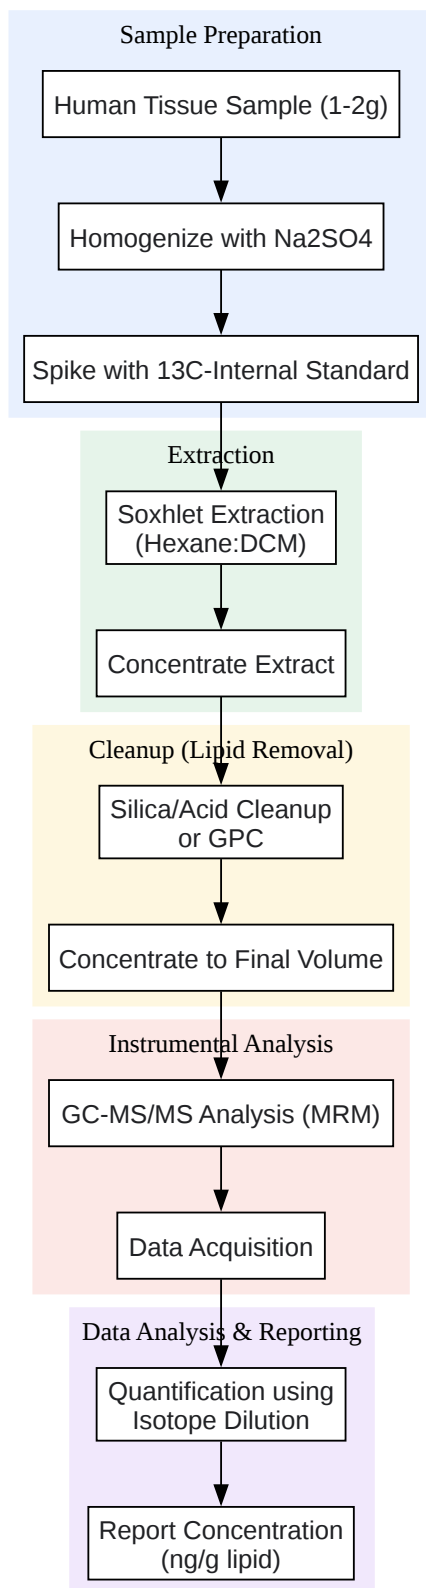 Sample Preparation
Human Tissue Sample (1-2g)
Homogenize with Na2SO4
Spike with 13C-Internal Standard
Extraction
Soxhlet Extraction
(Hexane:DCM)
Concentrate Extract
Cleanup (Lipid Removal)
Silica/Acid Cleanup
or GPC
Concentrate to Final Volume
Instrumental Analysis
GC-MS/MS Analysis (MRM)
Data Acquisition
Data Analysis & Reporting
Quantification using
Isotope Dilution
Report Concentration
(ng/g lipid)